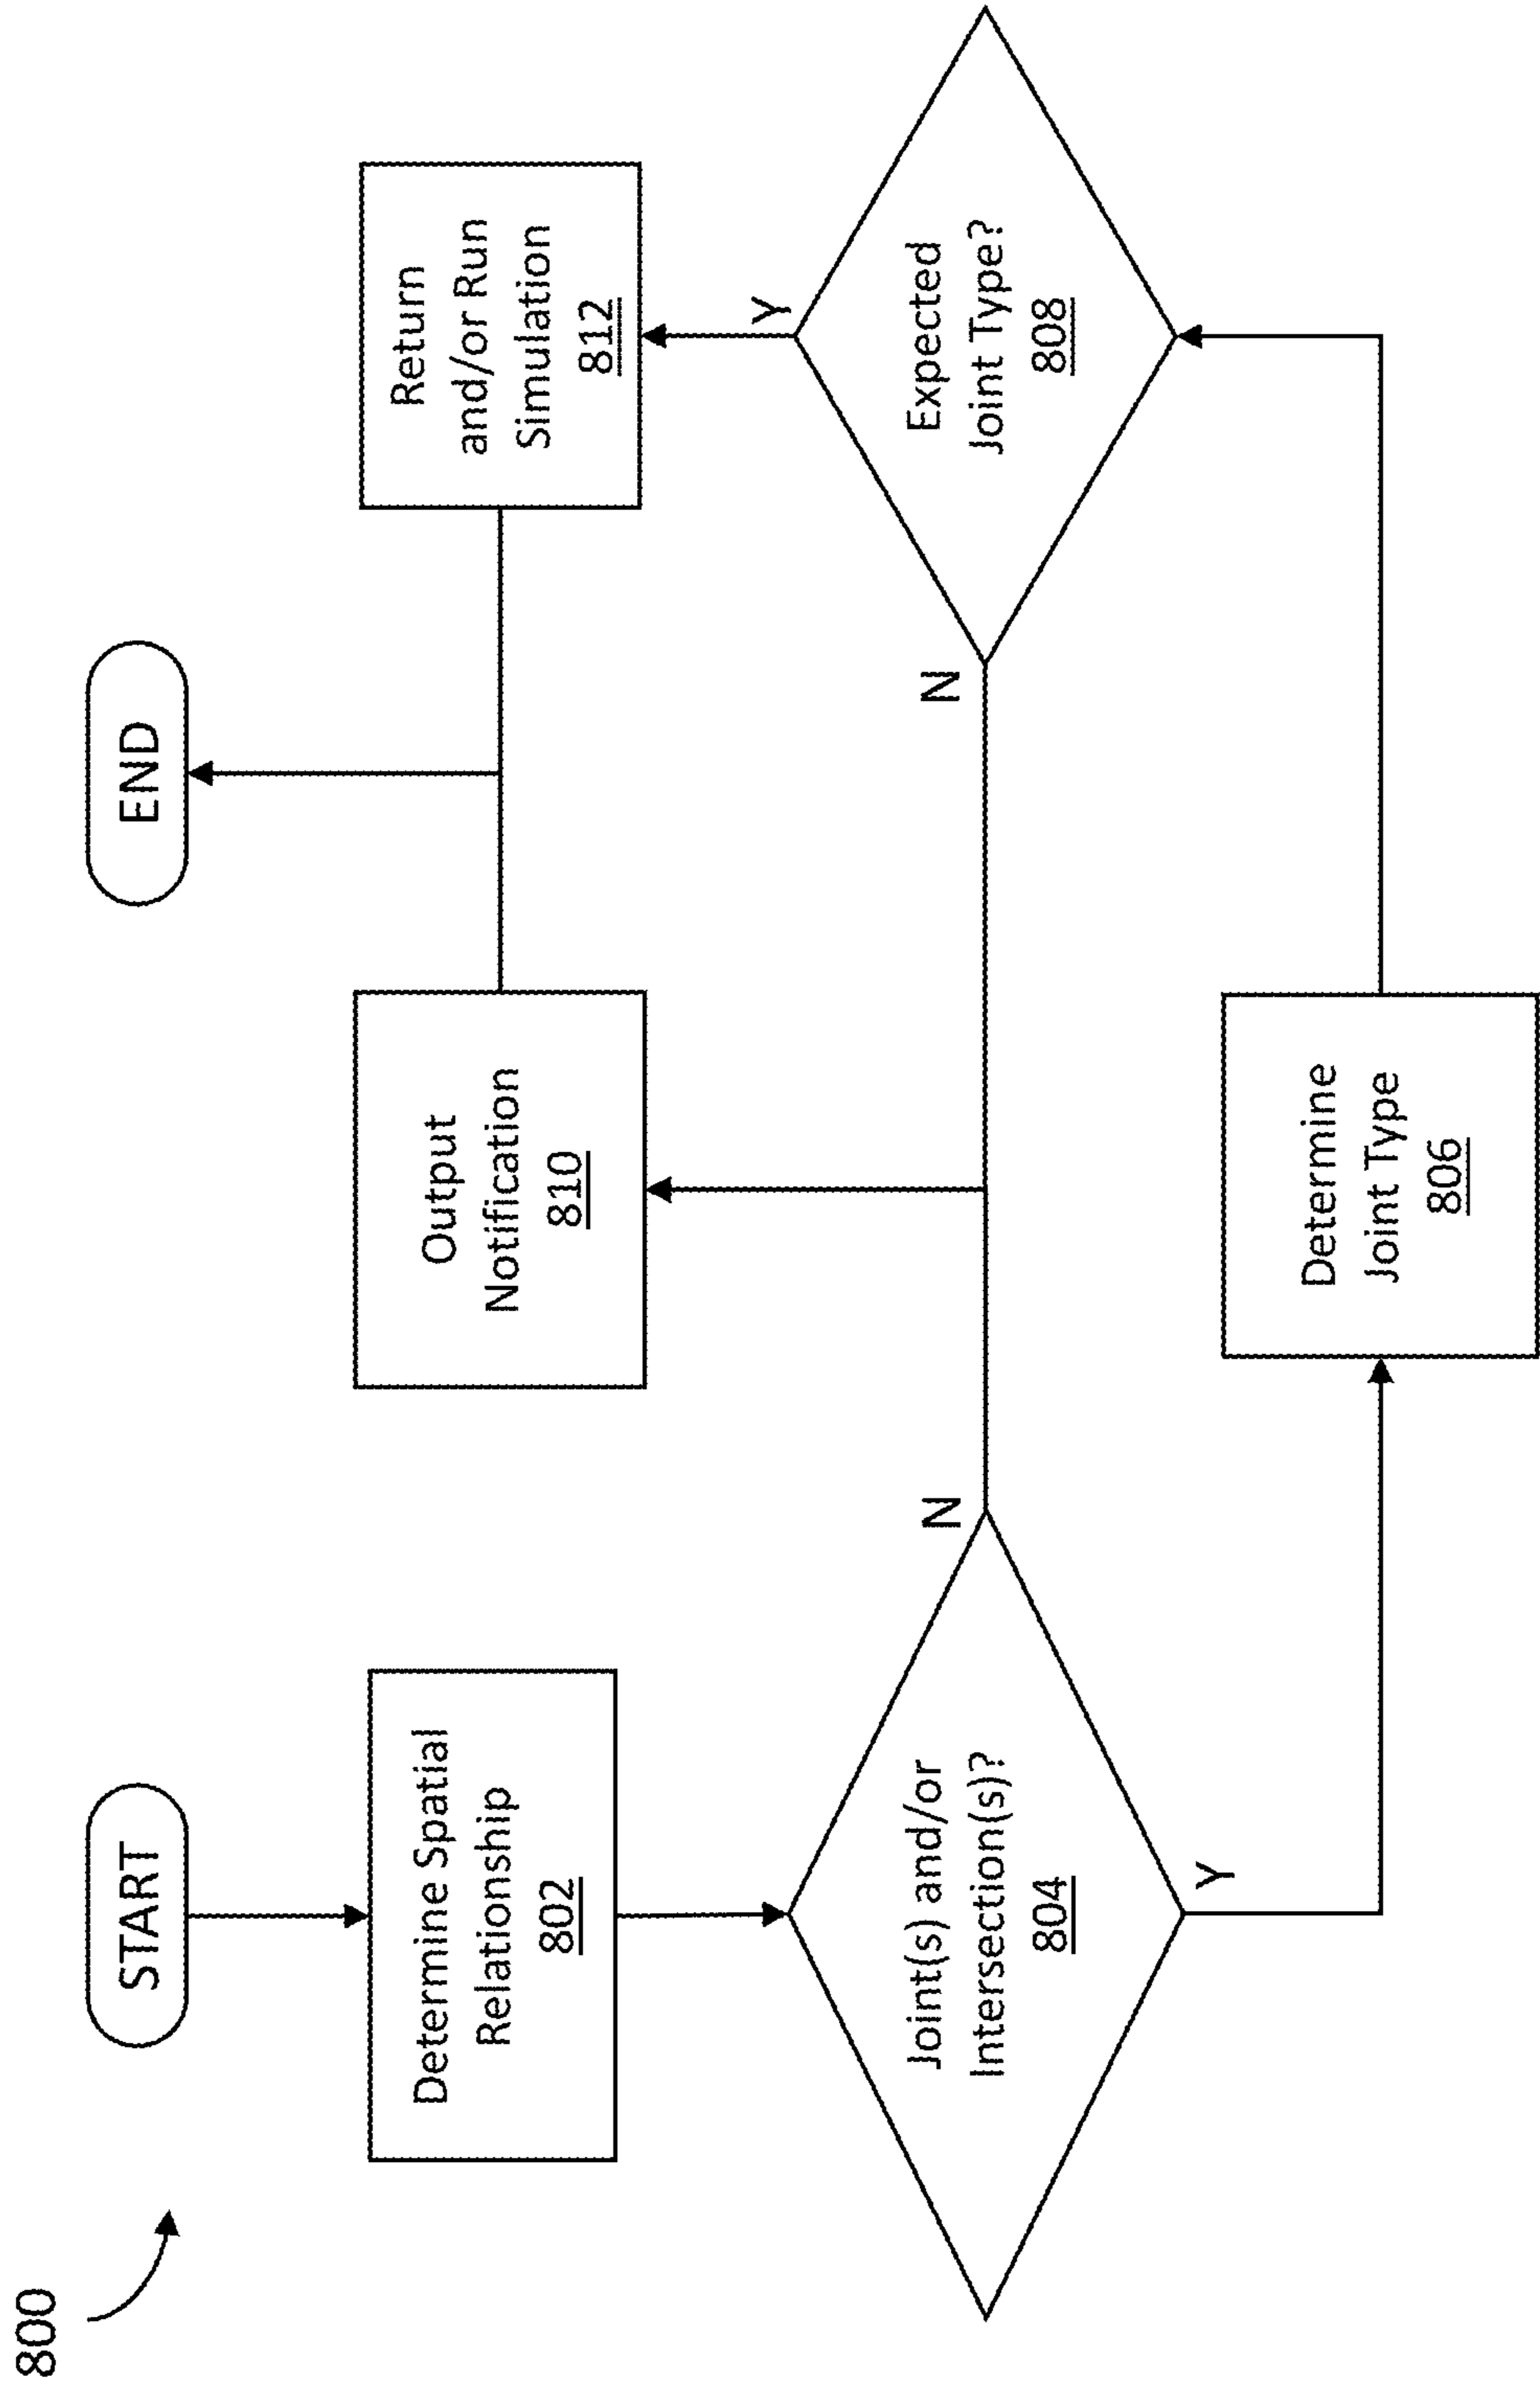 800
START
END
Determine Spatial
Relationship
802
Output
Notification
810
Return
and/or Run
Simulation
812
Joint(s) and/or
Intersection(s)?
804
N
Y
N
Expected
Joint Type?
808
Y
Determine
Joint Type
806